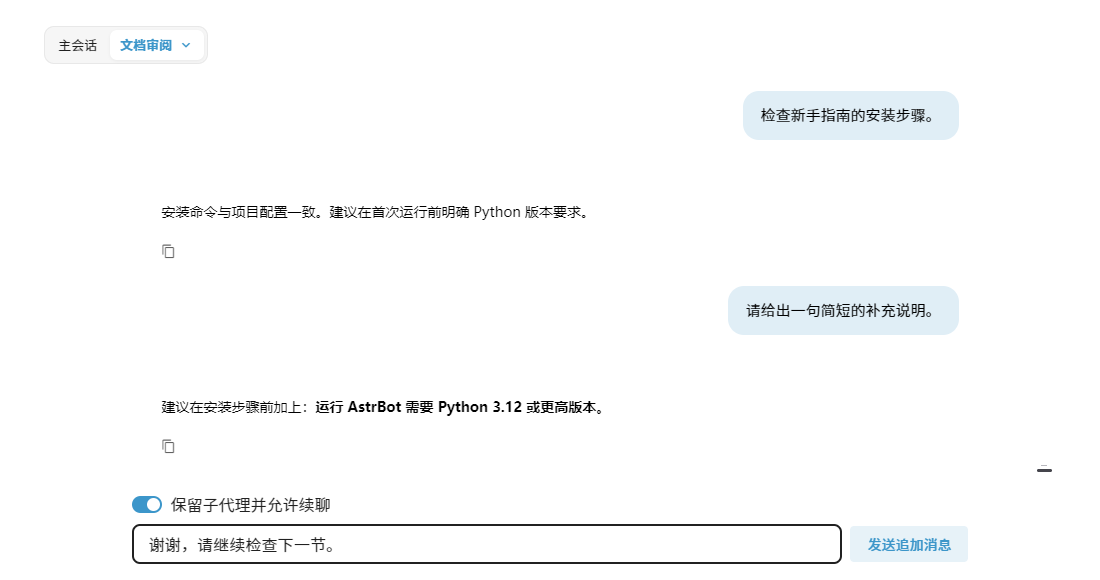 主会话 文档审阅
检查新手指南的安装步骤。
安装命令与项目配置一致。建议在首次运行前明确 Python 版本要求。
请给出一句简短的补充说明。
建议在安装步骤前加上：运行 AstrBot 需要 Python 3.12 或更高版本。
保留子代理并允许续聊
谢谢，请继续检查下一节。 发送追加消息